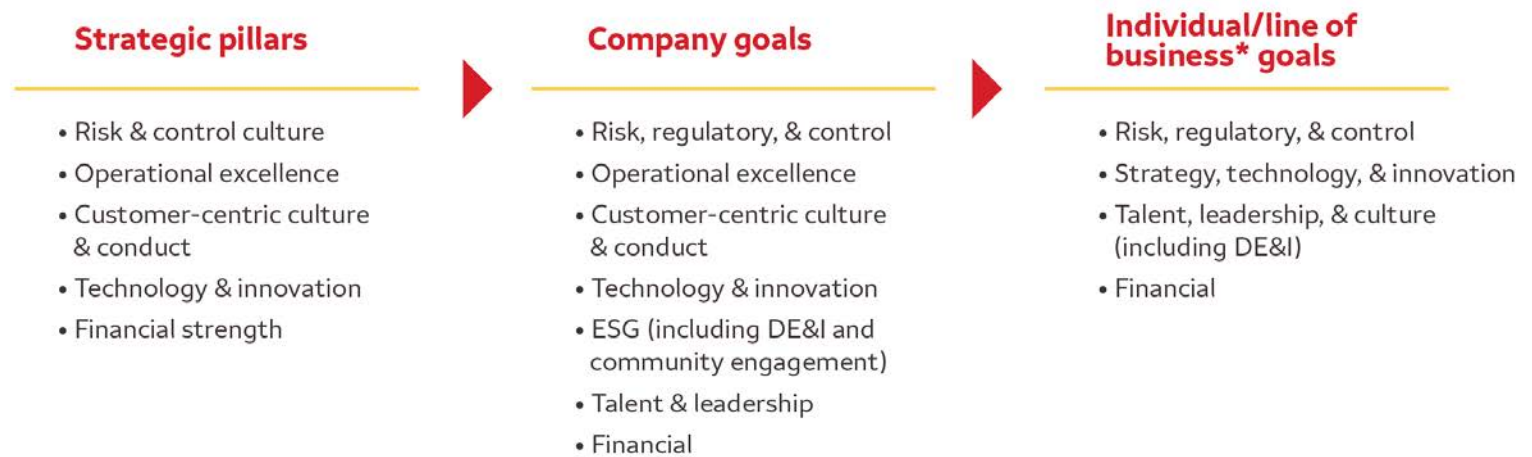 Strategic pillars
• Risk & control culture
• Operational excellence
• Customer-centric culture
& conduct
• Technology & innovation
• Financial strength
Company goals
• Risk, regulatory, & control
• Operational excellence
• Customer-centric culture
& conduct
• Technology & innovation
• ESG (including DE&I and
community engagement)
• Talent & leadership
• Financial
Individual/line of
business* goals
• Risk, regulatory, & control
• Strategy, technology, & innovation
• Talent, leadership, & culture
(including DE&I)
• Financial